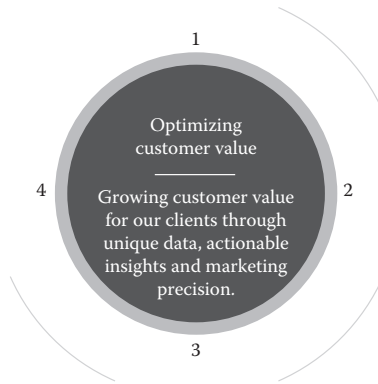 1
Optimizing
customer value
4
2
Growing customer value
for our clients through
unique data, actionable
insights and marketing
precision.
3